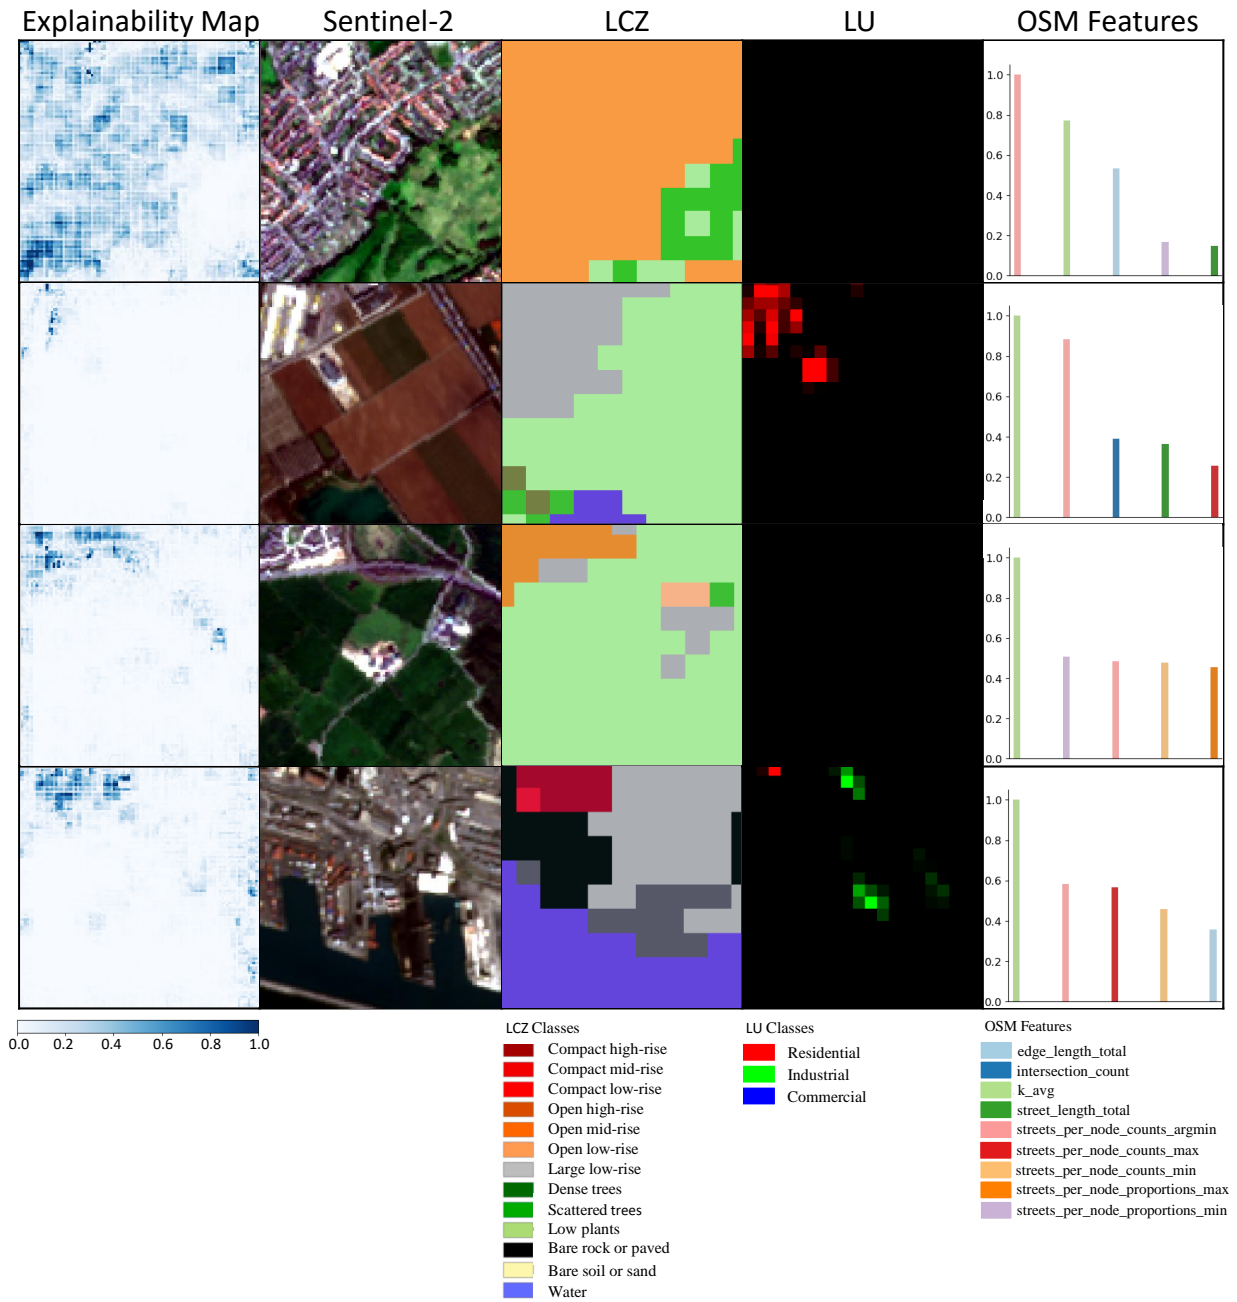 Explainability Map Sentinel-2 LCZ LU OSM Features
1.0
0.8
0.6
0.4
0.2
0.0
1.0
0.8
0.6
0.4
0.2
0.0
1.0
0.8
0.6
0.4
0.2
0.0
1.0
0.8
0.6
0.4
0.2
0.0
0.0 0.2 0.4 0.6 0.8 1.0
LCZ Classes
Compact high-rise
Compact mid-rise
Compact low-rise
Open high-rise
Open mid-rise
Open low-rise
Large low-rise
Dense trees
Scattered trees
Low plants
Bare rock or paved
Bare soil or sand
Water
LU Classes
Residential
Industrial
Commercial
OSM Features
edge_length_total
intersection_count
k_avg
street_length_total
streets_per_node_counts_argmin
streets_per_node_counts_max
streets_per_node_counts_min
streets_per_node_proportions_max
streets_per_node_proportions_min